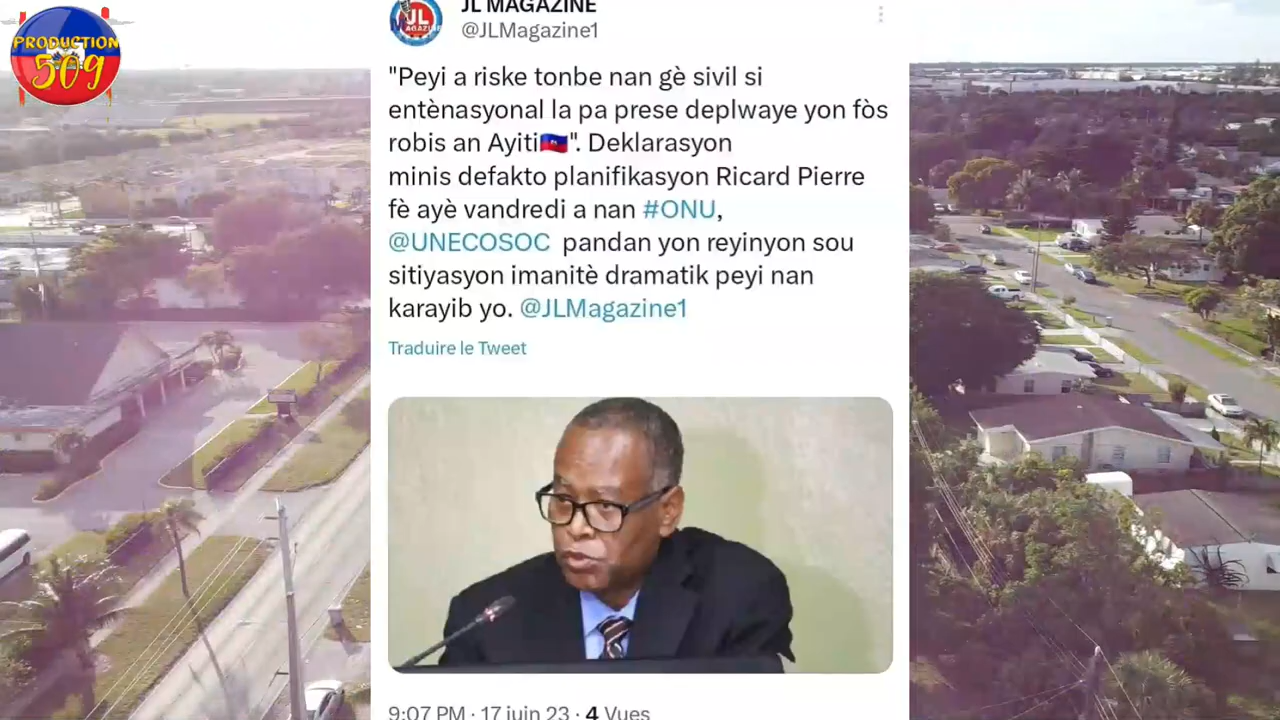 PRODUCTION
509
JL MAGAZINE
@JLMagazine1
"Peyi a riske tonbe nan gè sivil si
entènasyonal la pa prese deplwaye yon fòs
robis an Ayiti🇭🇹". Deklarasyon
minis defakto planifikasyon Ricard Pierre
fè ayè vandredi a nan #ONU,
@UNECOSOC pandan yon reyinyon sou
sitiyasyon imanitè dramatik peyi nan
karayib yo. @JLMagazine1
Traduire le Tweet
9:07 PM · 17 juin 23 · 4 Vues